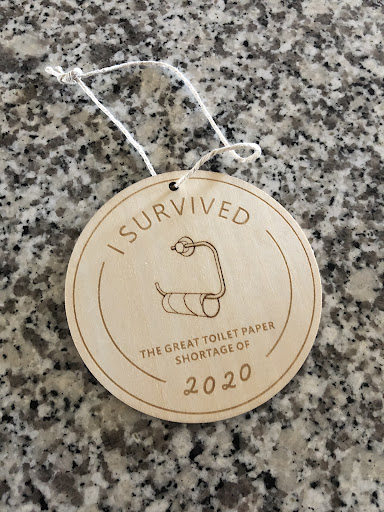 I SURVIVED
THE GREAT TOILET PAPER
SHORTAGE OF
2020